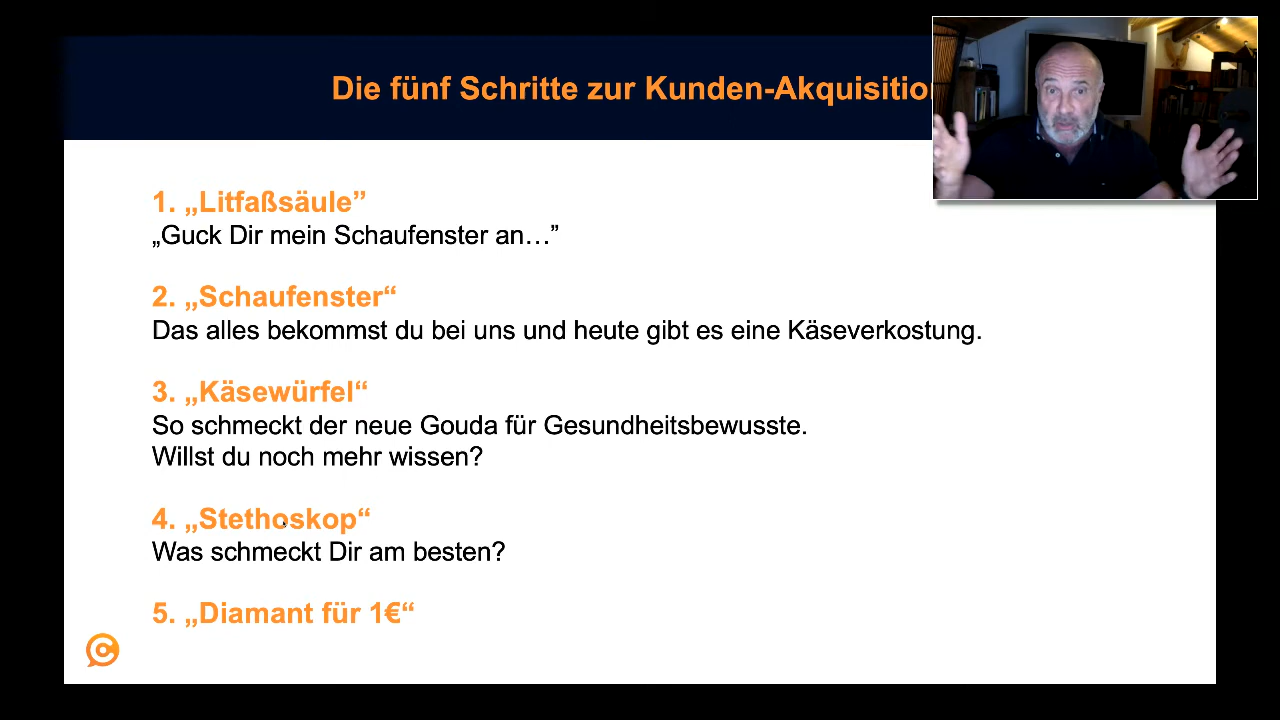 Die fünf Schritte zur Kunden-Akquisitio
1. „Litfaßsäule”
„Guck Dir mein Schaufenster an…”
2. „Schaufenster“
Das alles bekommst du bei uns und heute gibt es eine Käseverkostung.
3. „Käsewürfel“
So schmeckt der neue Gouda für Gesundheitsbewusste.
Willst du noch mehr wissen?
4. „Stethoskop“
Was schmeckt Dir am besten?
5. „Diamant für 1€“